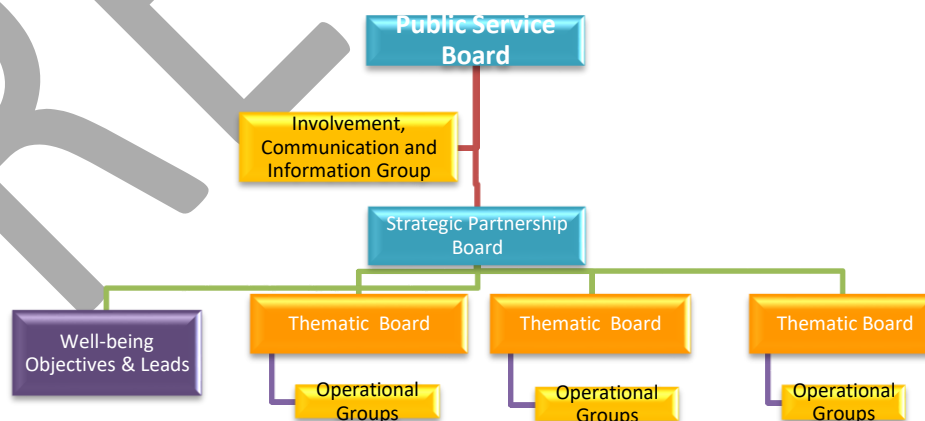 Public Service
Board
Involvement,
Communication and
Information Group
Strategic Partnership
Board
Well-being
Objectives & Leads
Thematic Board
Thematic Board
Thematic Board
Operational
Groups
Operational
Groups
Operational
Groups